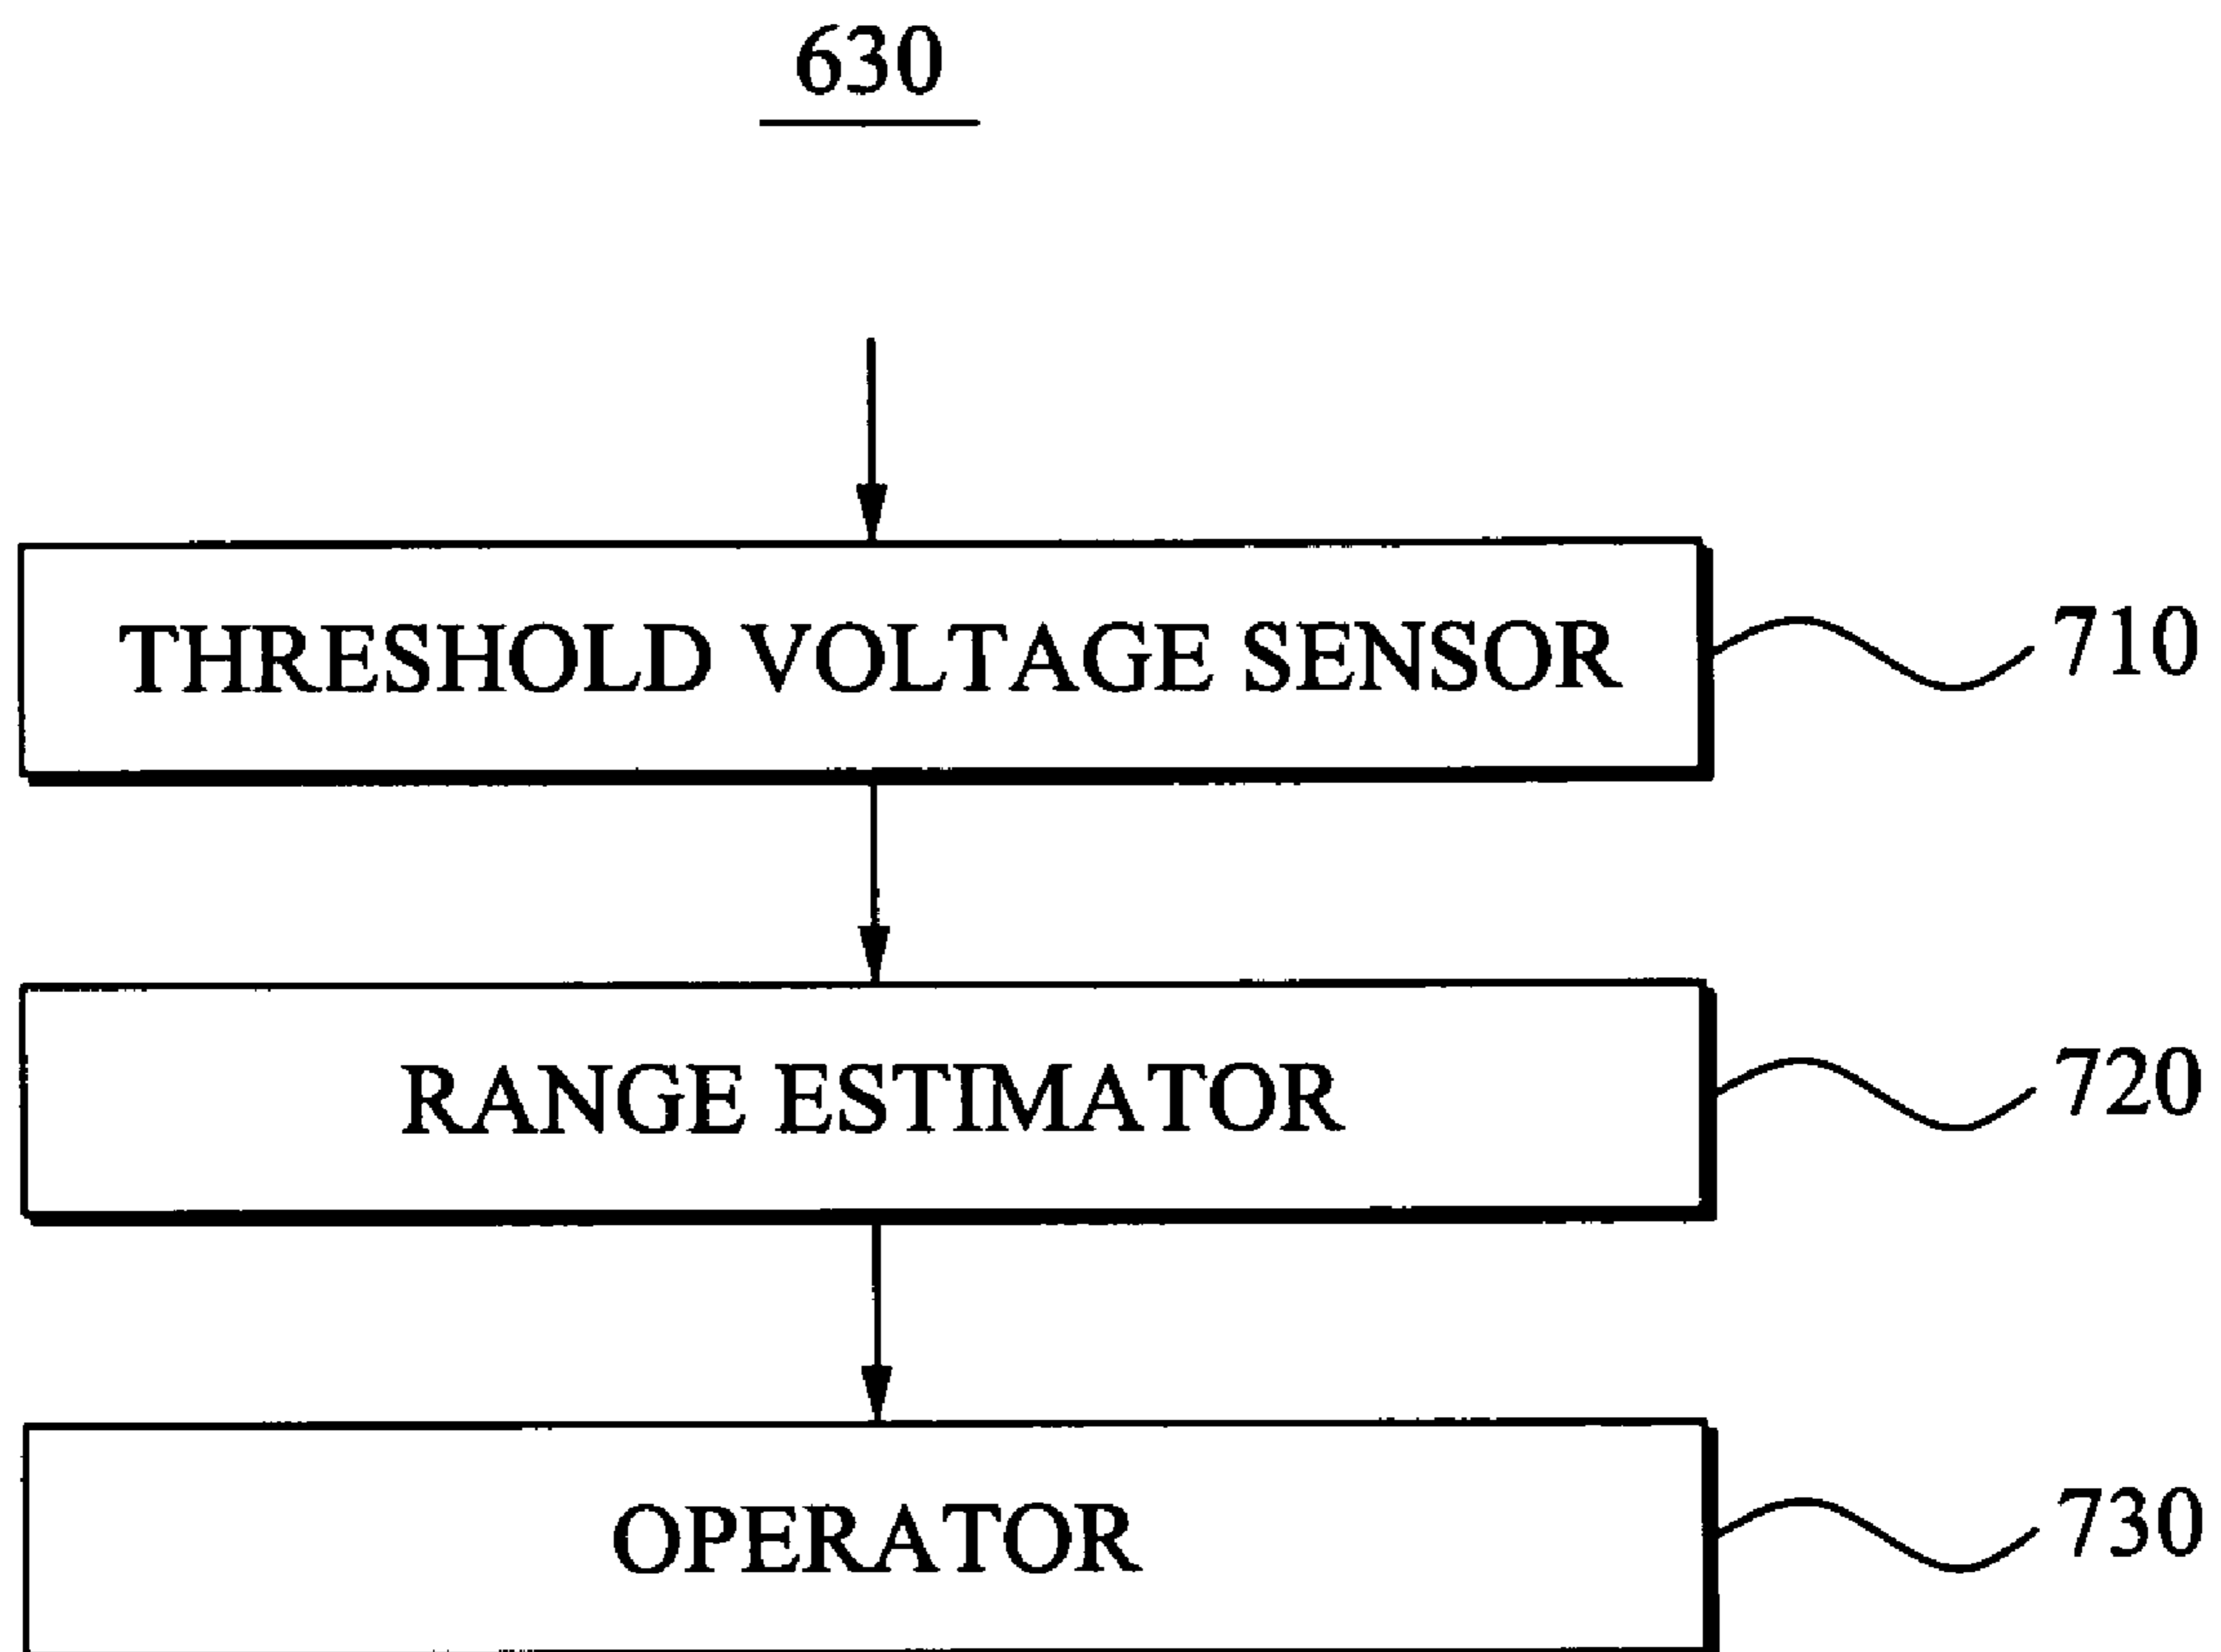 630
THRESHOLD VOLTAGE SENSOR
710
RANGE ESTIMATOR
720
OPERATOR
730